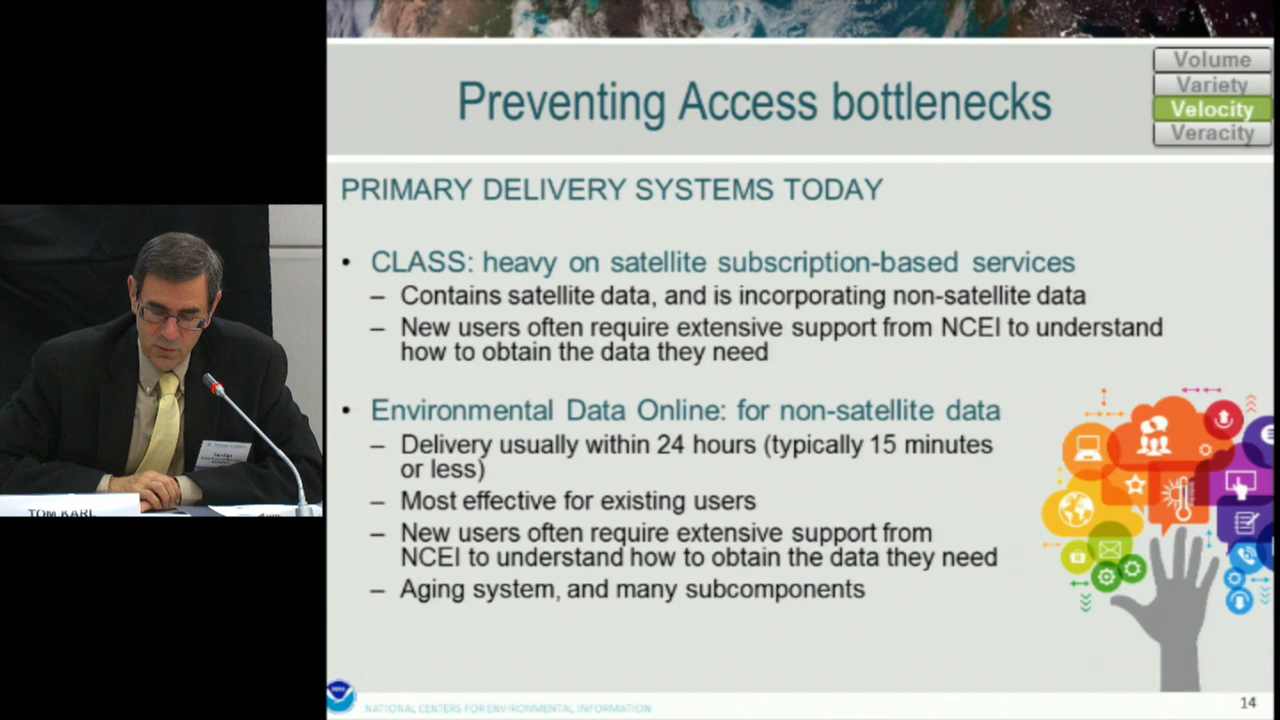 Preventing Access bottlenecks
Volume
Variety
Velocity
Veracity
PRIMARY DELIVERY SYSTEMS TODAY
• CLASS: heavy on satellite subscription-based services
– Contains satellite data, and is incorporating non-satellite data
– New users often require extensive support from NCEI to understand
how to obtain the data they need
• Environmental Data Online: for non-satellite data
– Delivery usually within 24 hours (typically 15 minutes
or less)
– Most effective for existing users
– New users often require extensive support from
NCEI to understand how to obtain the data they need
– Aging system, and many subcomponents
TOM KARL
NATIONAL CENTERS FOR ENVIRONMENTAL INFORMATION
14